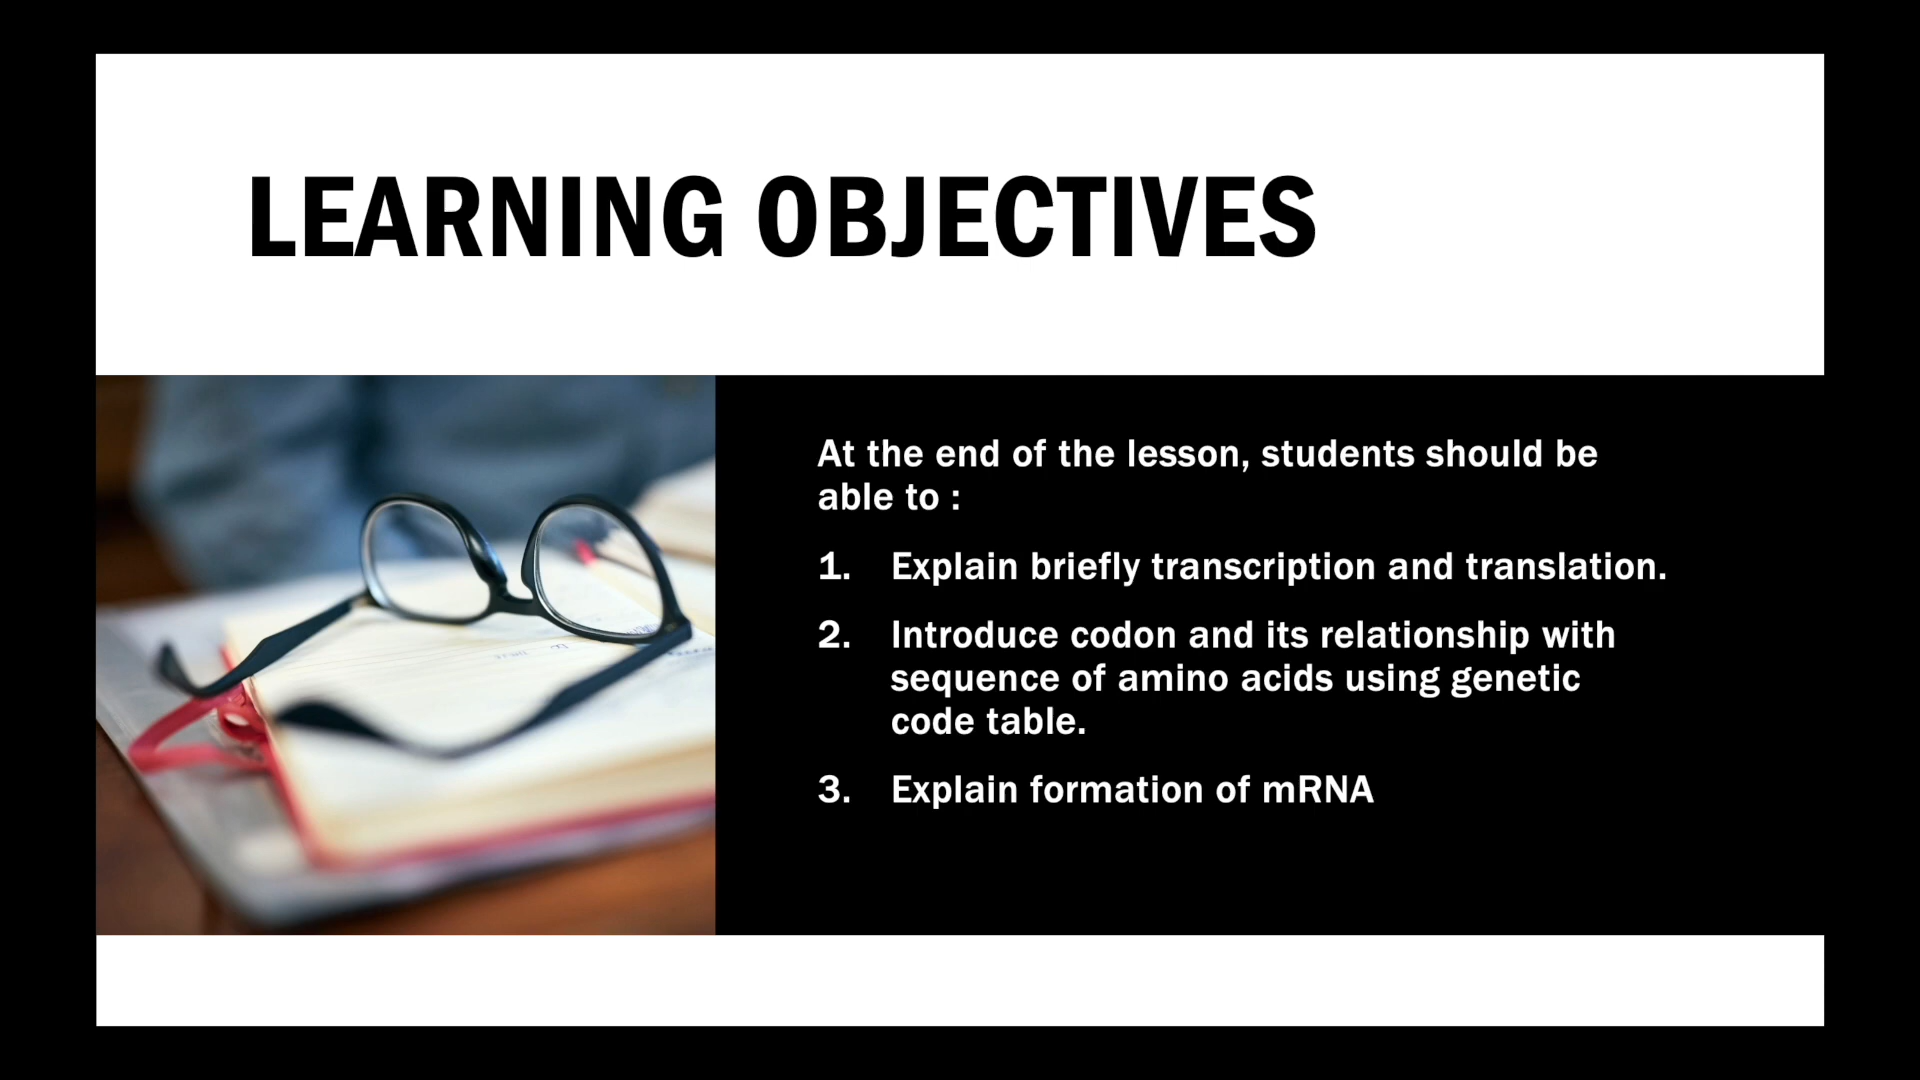 LEARNING OBJECTIVES
At the end of the lesson, students should be
able to :
1. Explain briefly transcription and translation.
2. Introduce codon and its relationship with
sequence of amino acids using genetic
code table.
3. Explain formation of mRNA